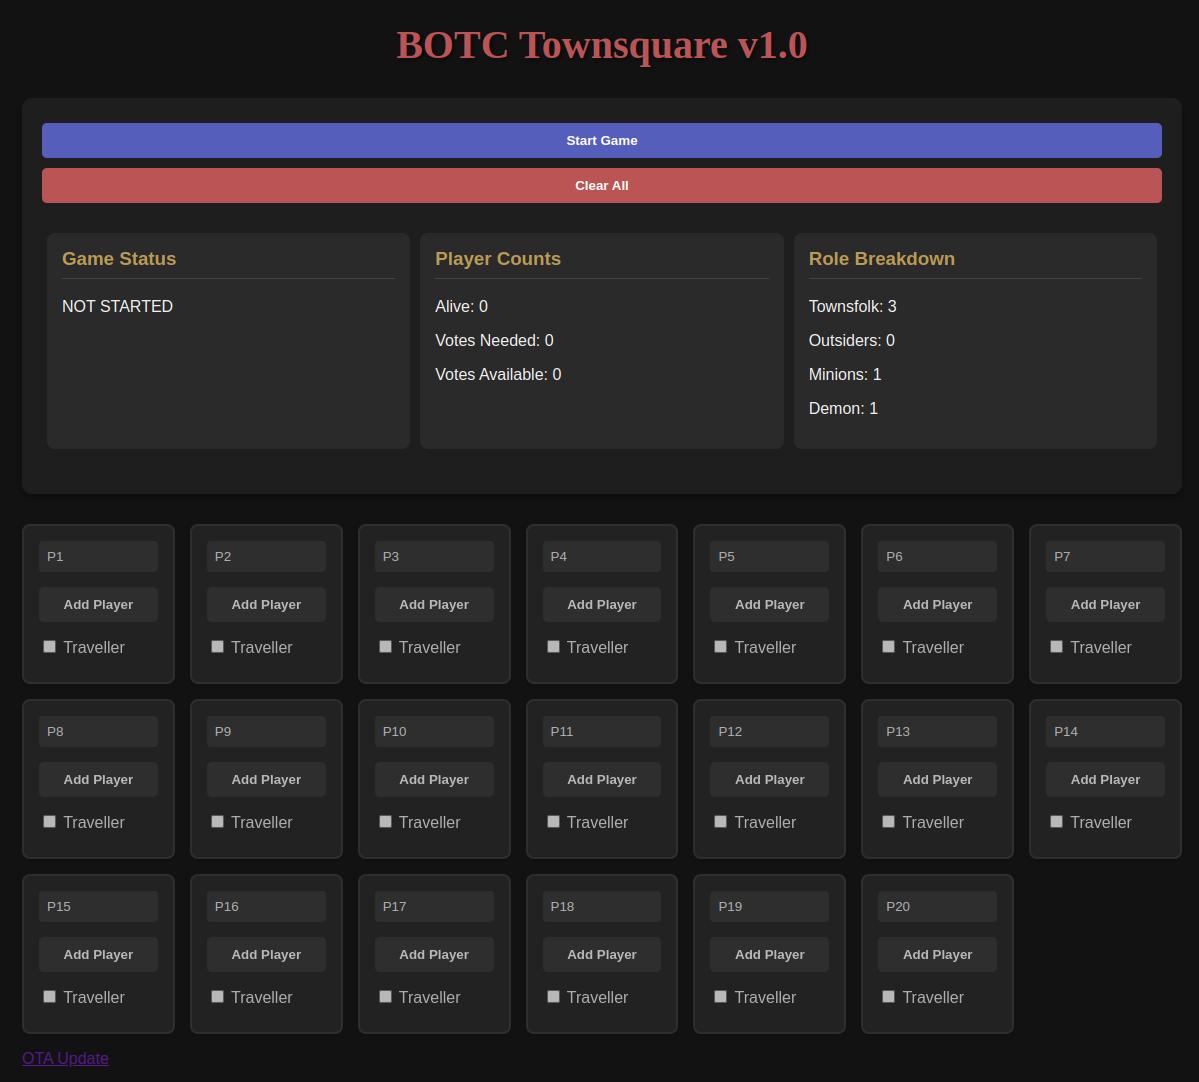 BOTC Townsquare v1.0
Start Game
Clear All
Game Status
NOT STARTED
Player Counts
Alive: 0
Votes Needed: 0
Votes Available: 0
Role Breakdown
Townsfolk: 3
Outsiders: 0
Minions: 1
Demon: 1
P1 P2 P3 P4 P5 P6 P7
Add Player Add Player Add Player Add Player Add Player Add Player Add Player
Traveller Traveller Traveller Traveller Traveller Traveller Traveller
P8 P9 P10 P11 P12 P13 P14
Add Player Add Player Add Player Add Player Add Player Add Player Add Player
Traveller Traveller Traveller Traveller Traveller Traveller Traveller
P15 P16 P17 P18 P19 P20
Add Player Add Player Add Player Add Player Add Player Add Player
Traveller Traveller Traveller Traveller Traveller Traveller
OTA Update